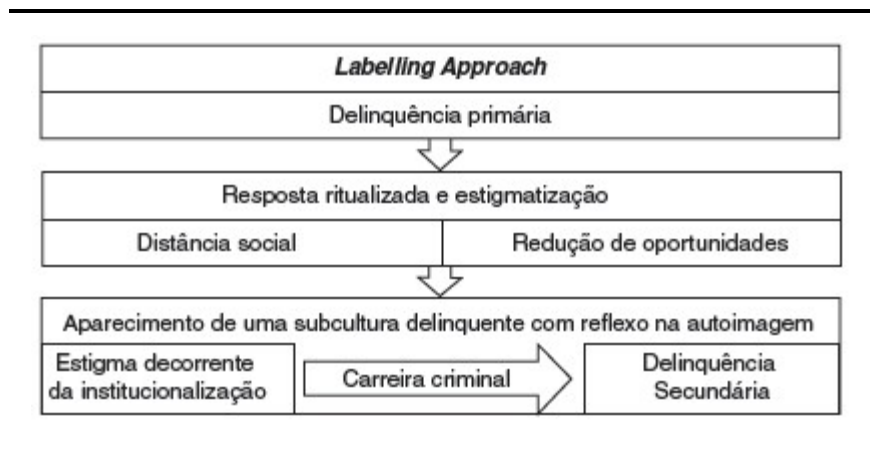 Labelling Approach
Delinquência primária
Resposta ritualizada e estigmatização
Distância social
Redução de oportunidades
Aparecimento de uma subcultura delinquente com reflexo na autoimagem
Estigma decorrente
da institucionalização
Carreira criminal
Delinquência
Secundária